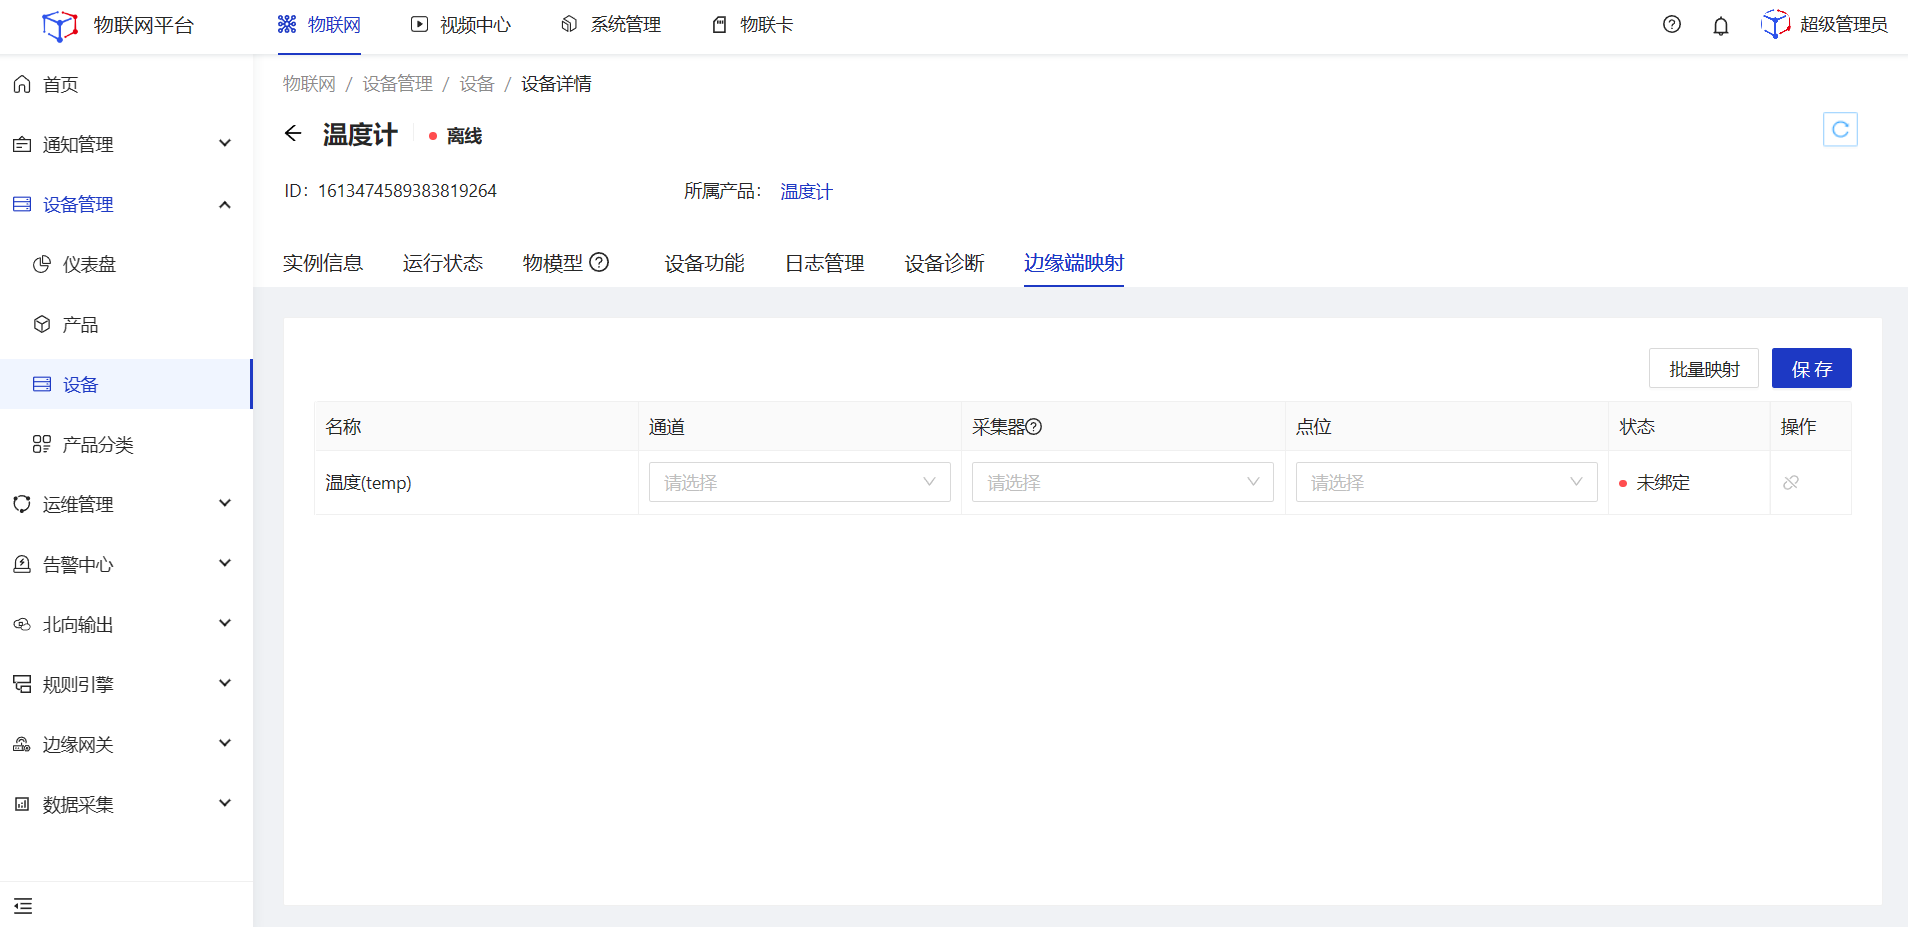 物联网平台
物联网
视频中心
系统管理
物联卡
超级管理员
首页
通知管理
设备管理
仪表盘
产品
设备
产品分类
运维管理
告警中心
北向输出
规则引擎
边缘网关
数据采集
物联网 / 设备管理 / 设备 / 设备详情
温度计
离线
ID：1613474589383819264
所属产品： 温度计
实例信息 运行状态 物模型 设备功能 日志管理 设备诊断 边缘端映射
批量映射 保 存
名称 通道 采集器 点位 状态 操作
温度(temp) 请选择 请选择 请选择 未绑定